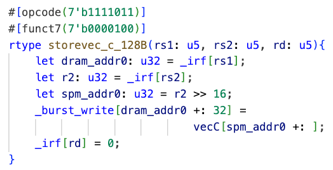 #[opcode(7'b1111011)]
#[funct7(7'b0000100)]
rtype storevec_c_128B(rs1: u5, rs2: u5, rd: u5){
let dram_addr0: u32 = _irf[rs1];
let r2: u32 = _irf[rs2];
let spm_addr0: u32 = r2 >> 16;
_burst_write[dram_addr0 +: 32] =
vecC[spm_addr0 +: ];
_irf[rd] = 0;
}